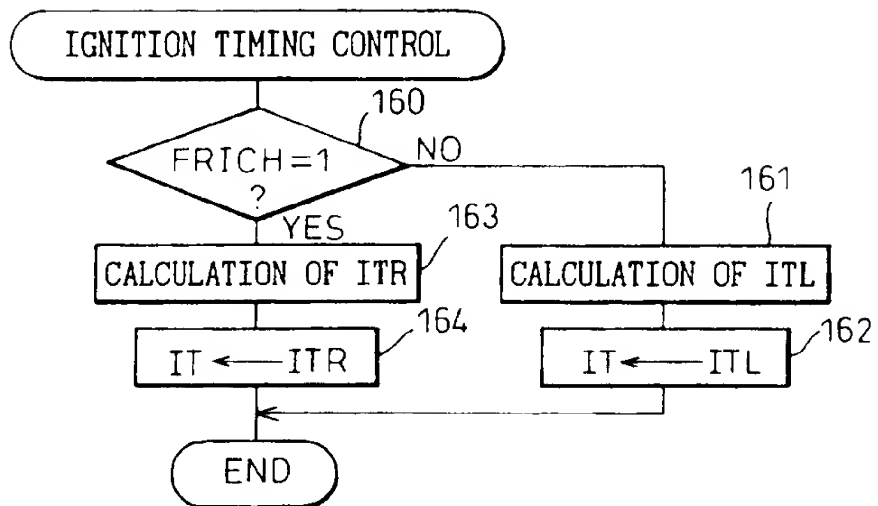 IGNITION TIMING CONTROL
160
FRICH=1
?
NO
YES
163
CALCULATION OF ITR
161
CALCULATION OF ITL
164
IT ← ITR
162
IT ← ITL
END